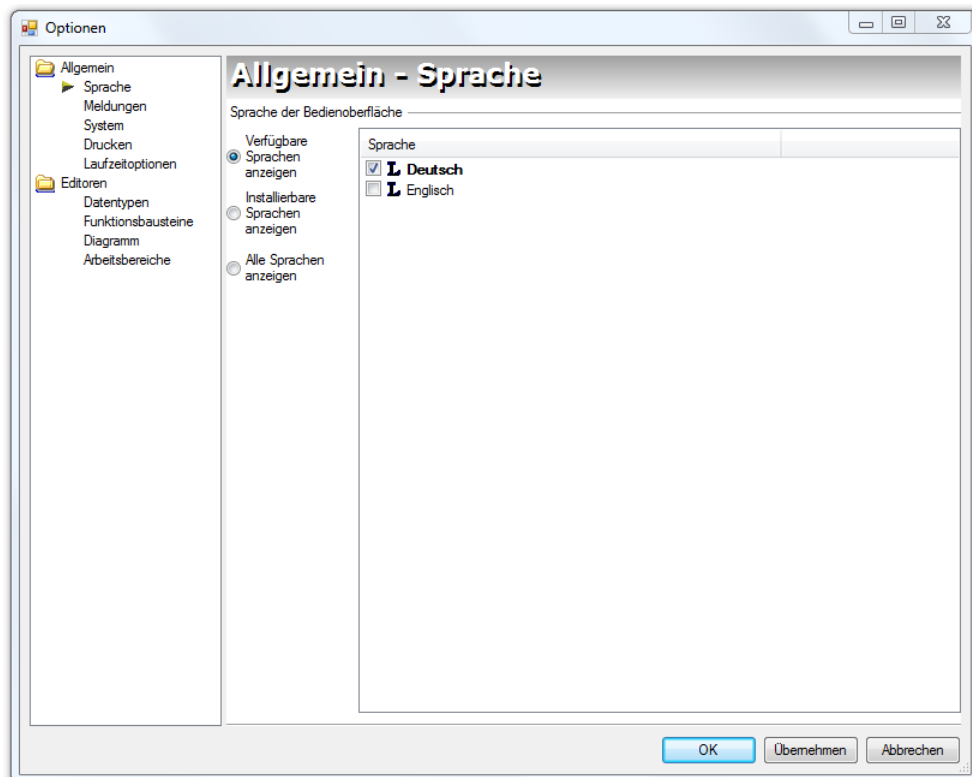 Optionen
Allgemein
Sprache
Meldungen
System
Drucken
Laufzeitoptionen
Editoren
Datentypen
Funktionsbausteine
Diagramm
Arbeitsbereiche
Allgemein - Sprache
Sprache der Bedienoberfläche
Verfügbare
Sprachen
anzeigen
Installierbare
Sprachen
anzeigen
Alle Sprachen
anzeigen
Sprache
L Deutsch
L Englisch
OK
Übernehmen
Abbrechen